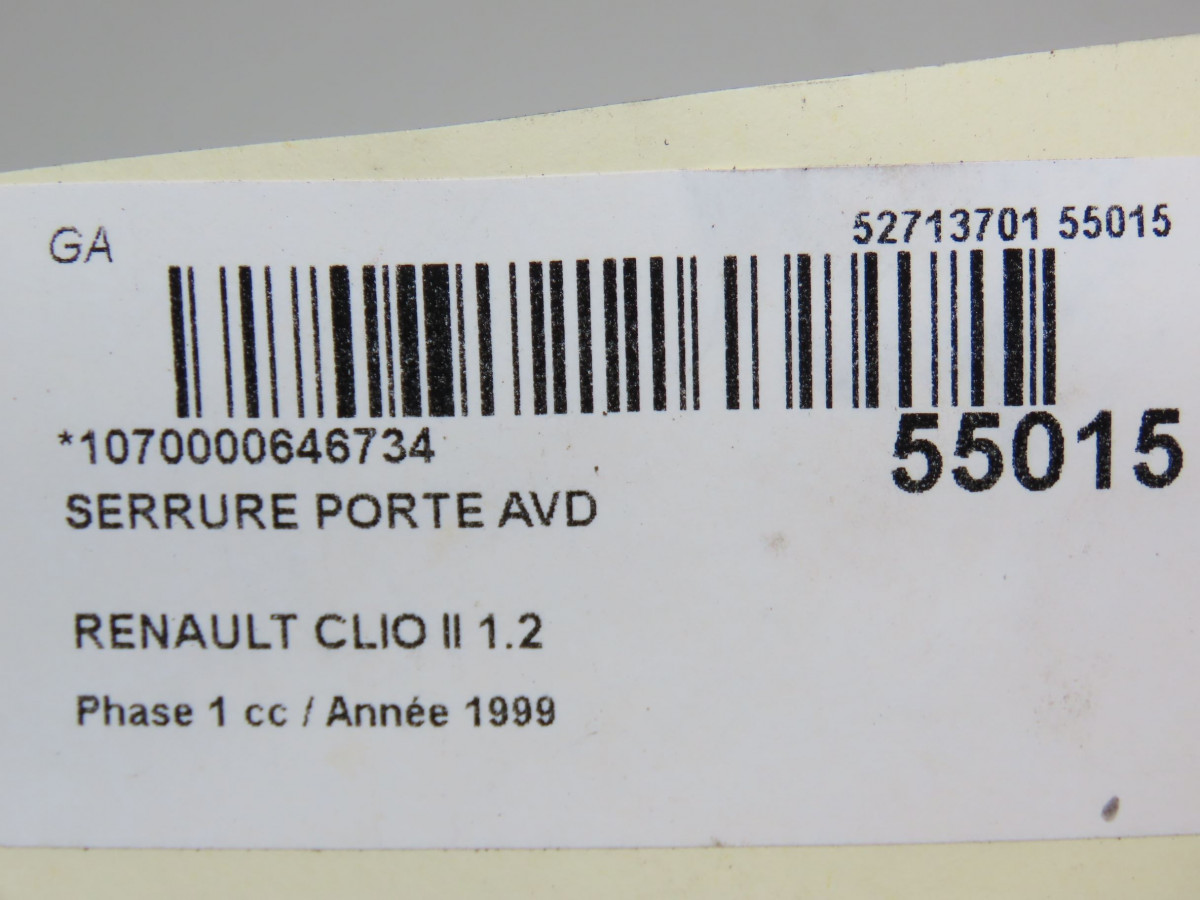 GA
52713701 55015
*1070000646734
55015
SERRURE PORTE AVD
RENAULT CLIO II 1.2
Phase 1 cc / Année 1999